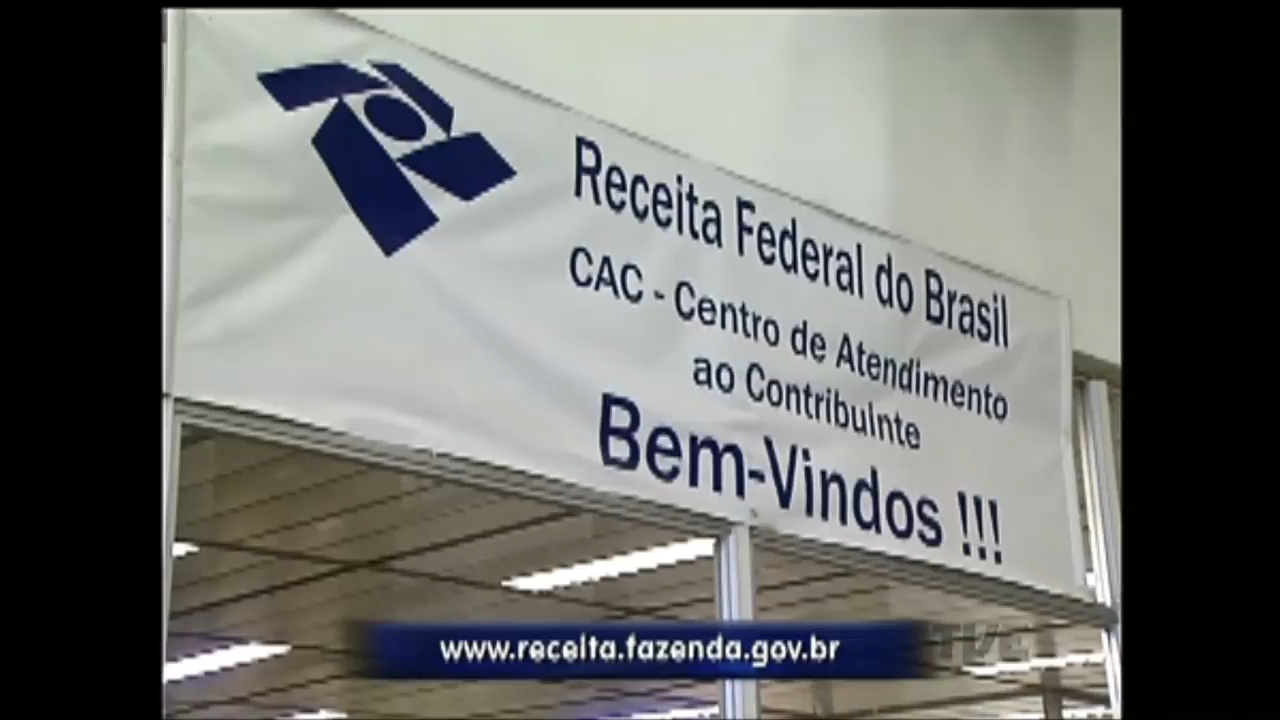 Receita Federal do Brasil
CAC - Centro de Atendimento
ao Contribuinte
Bem-Vindos !!!
www.receita.fazenda.gov.br